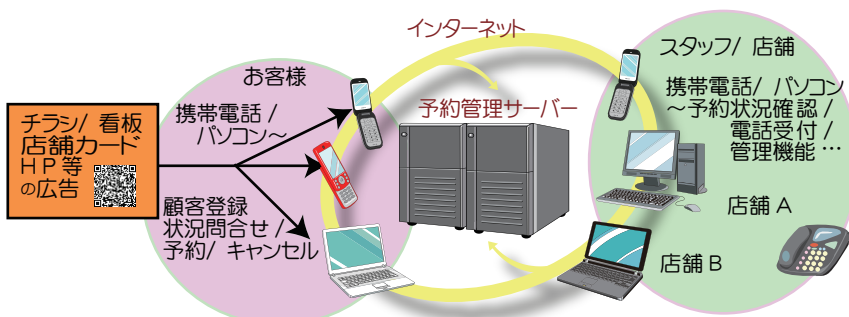 インターネット
スタッフ/ 店舗
お客様
携帯電話/ パソコン
～予約状況確認/
電話受付/
管理機能…
携帯電話/
パソコン～
予約管理サーバー
チラシ/ 看板
店舗カード
ＨＰ等
の広告
顧客登録
状況問合せ/
予約/ キャンセル
店舗Ａ
店舗Ｂ